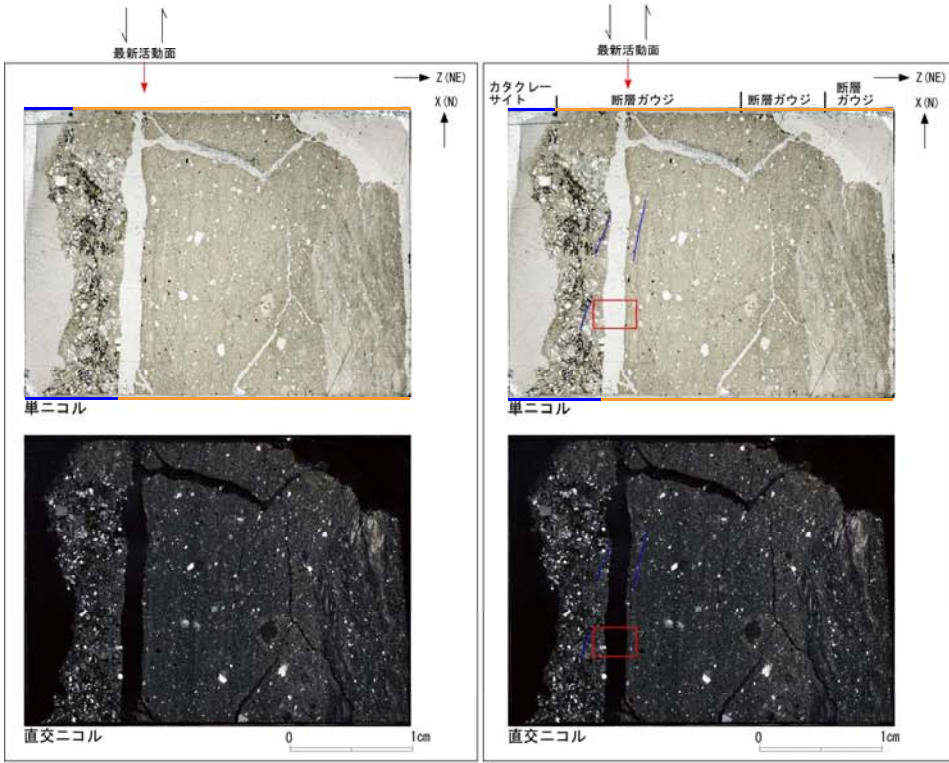 最新活動面
Z(NE)
X(N)
単ニコル
直交ニコル
0 1cm
最新活動面
Z(NE)
カタクレー
サイト
断層ガウジ
断層ガウジ
断層
ガウジ
X(N)
単ニコル
直交ニコル
0 1cm